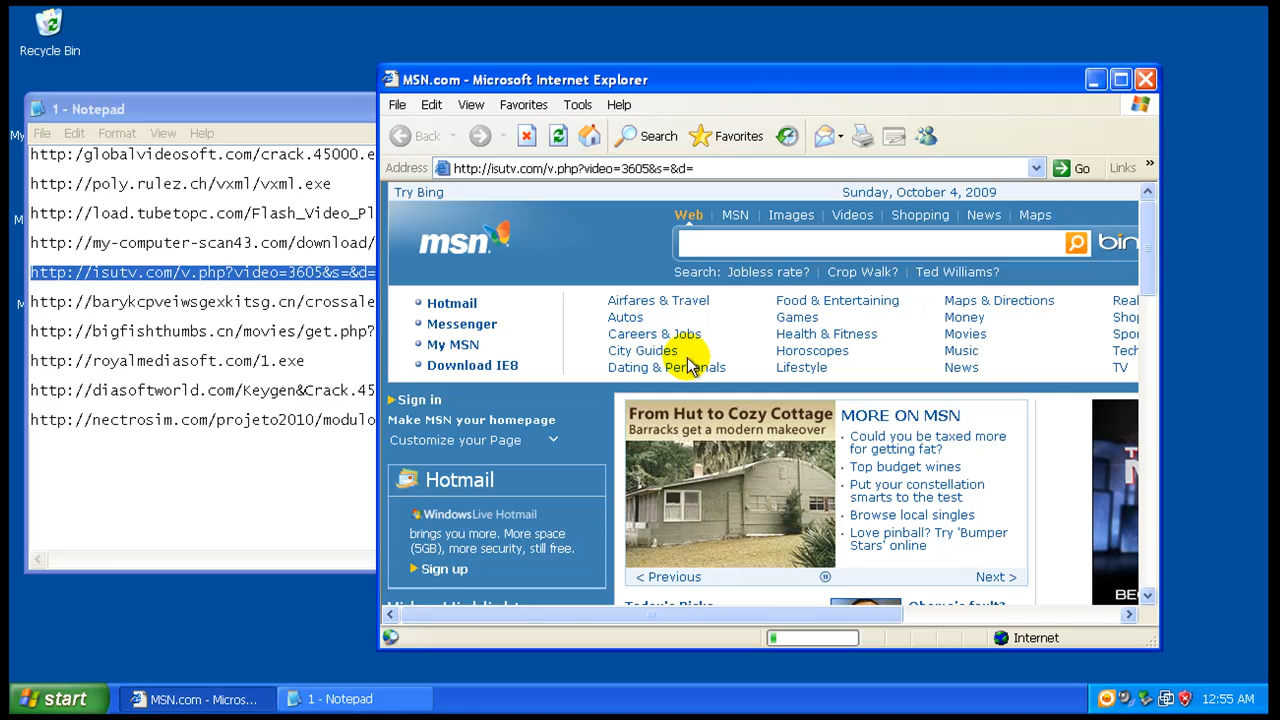 Recycle Bin
1 - Notepad
File Edit Format View Help
http:/globalvideosoft.com/crack.45000.e
http://poly.rulez.ch/vxml/vxml.exe
http://load.tubetopc.com/Flash_Video_Pl
http://my-computer-scan43.com/download/
http://isutv.com/v.php?video=3605&s=&d=
http://barykcpveiwsgexkitsg.cn/crossale
http://bigfishthumbs.cn/movies/get.php?
http://royalmediasoft.com/1.exe
http://diasoftworld.com/Keygen&Crack.45
http://nectrosim.com/projeto2010/modulo
MSN.com - Microsoft Internet Explorer
File Edit View Favorites Tools Help
Back Search Favorites
Address http://isutv.com/v.php?video=3605&s=&d= Go Links »
Try Bing Sunday, October 4, 2009
msn
Web MSN Images Videos Shopping News Maps
bin
Search: Jobless rate? Crop Walk? Ted Williams?
Hotmail
Messenger
My MSN
Download IE8
Airfares & Travel Food & Entertaining Maps & Directions Real
Autos Games Money Shop
Careers & Jobs Health & Fitness Movies Spo
City Guides Horoscopes Music Tech
Dating & Personals Lifestyle News TV
Sign in
Make MSN your homepage
Customize your Page
Hotmail
Windows Live Hotmail
brings you more. More space
(5GB), more security, still free.
Sign up
From Hut to Cozy Cottage
Barracks get a modern makeover
< Previous Next >
MORE ON MSN
Could you be taxed more
for getting fat?
Top budget wines
Put your constellation
smarts to the test
Browse local singles
Love pinball? Try 'Bumper
Stars' online
Today's Picks
Obama's fault?
Internet
start MSN.com - Micros... 1 - Notepad 12:55 AM